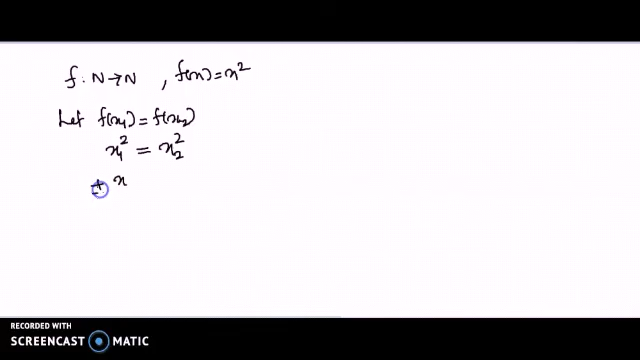 f : N → N , f(x) = x²
Let f(x₁) = f(x₂)
x₁² = x₂²
± x
RECORDED WITH
SCREENCAST MATIC